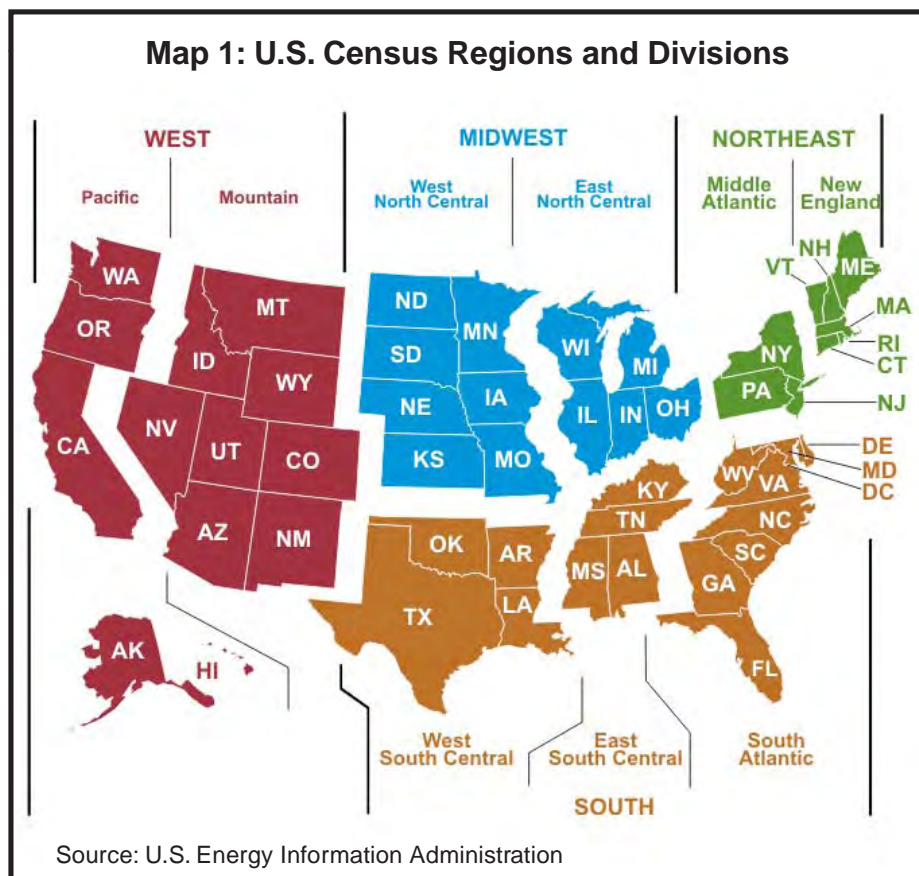 Map 1: U.S. Census Regions and Divisions
WEST
MIDWEST
NORTHEAST
Pacific
Mountain
West
North Central
East
North Central
Middle
Atlantic
New
England
WA
OR
CA
NV
ID
MT
WY
UT
CO
AZ
NM
AK
HI
ND
SD
NE
KS
MN
IA
MO
WI
IL
MI
IN
OH
NY
PA
NJ
VT
NH
ME
MA
RI
CT
OK
TX
AR
LA
KY
TN
MS
AL
WV
VA
NC
SC
GA
FL
DE
MD
DC
West
South Central
East
South Central
South
Atlantic
SOUTH
Source: U.S. Energy Information Administration